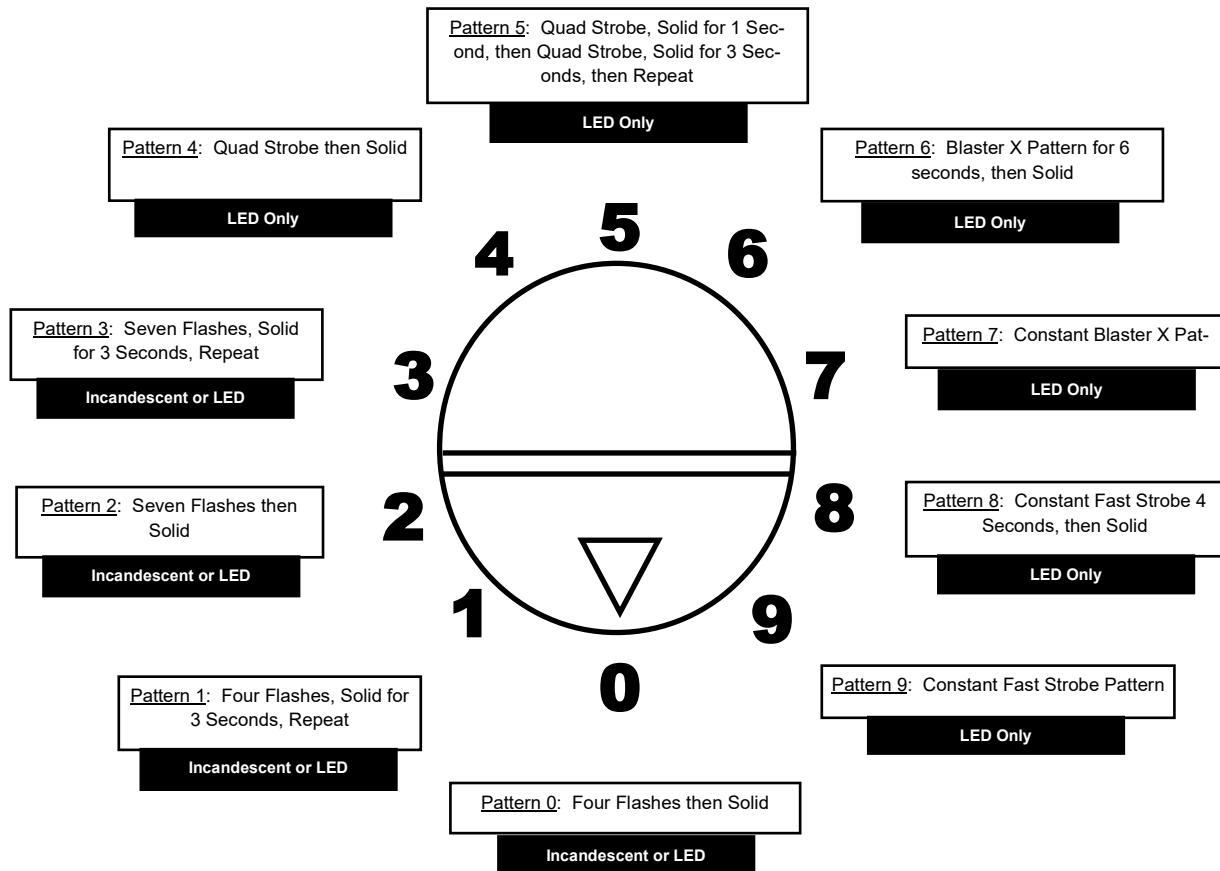 Pattern 5: Quad Strobe, Solid for 1 Sec-
ond, then Quad Strobe, Solid for 3 Sec-
onds, then Repeat
LED Only
Pattern 4: Quad Strobe then Solid
LED Only
Pattern 6: Blaster X Pattern for 6
seconds, then Solid
LED Only
5
4
6
Pattern 3: Seven Flashes, Solid
for 3 Seconds, Repeat
Incandescent or LED
3
7
Pattern 7: Constant Blaster X Pat-
LED Only
Pattern 2: Seven Flashes then
Solid
Incandescent or LED
2
8
Pattern 8: Constant Fast Strobe 4
Seconds, then Solid
LED Only
1
9
0
Pattern 1: Four Flashes, Solid for
3 Seconds, Repeat
Incandescent or LED
Pattern 9: Constant Fast Strobe Pattern
LED Only
Pattern 0: Four Flashes then Solid
Incandescent or LED